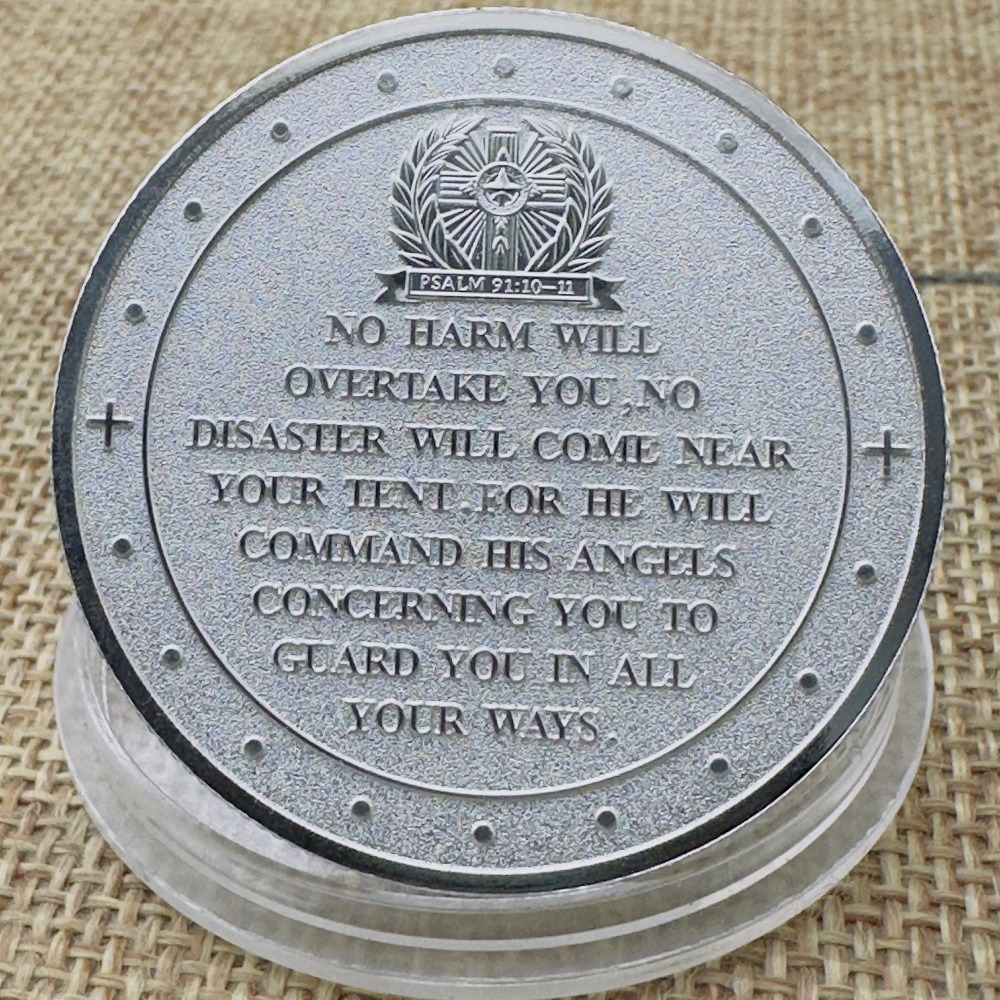 PSALM 91:10-11
NO HARM WILL
OVERTAKE YOU,NO
DISASTER WILL COME NEAR
YOUR TENT.FOR HE WILL
COMMAND HIS ANGELS
CONCERNING YOU TO
GUARD YOU IN ALL
YOUR WAYS.